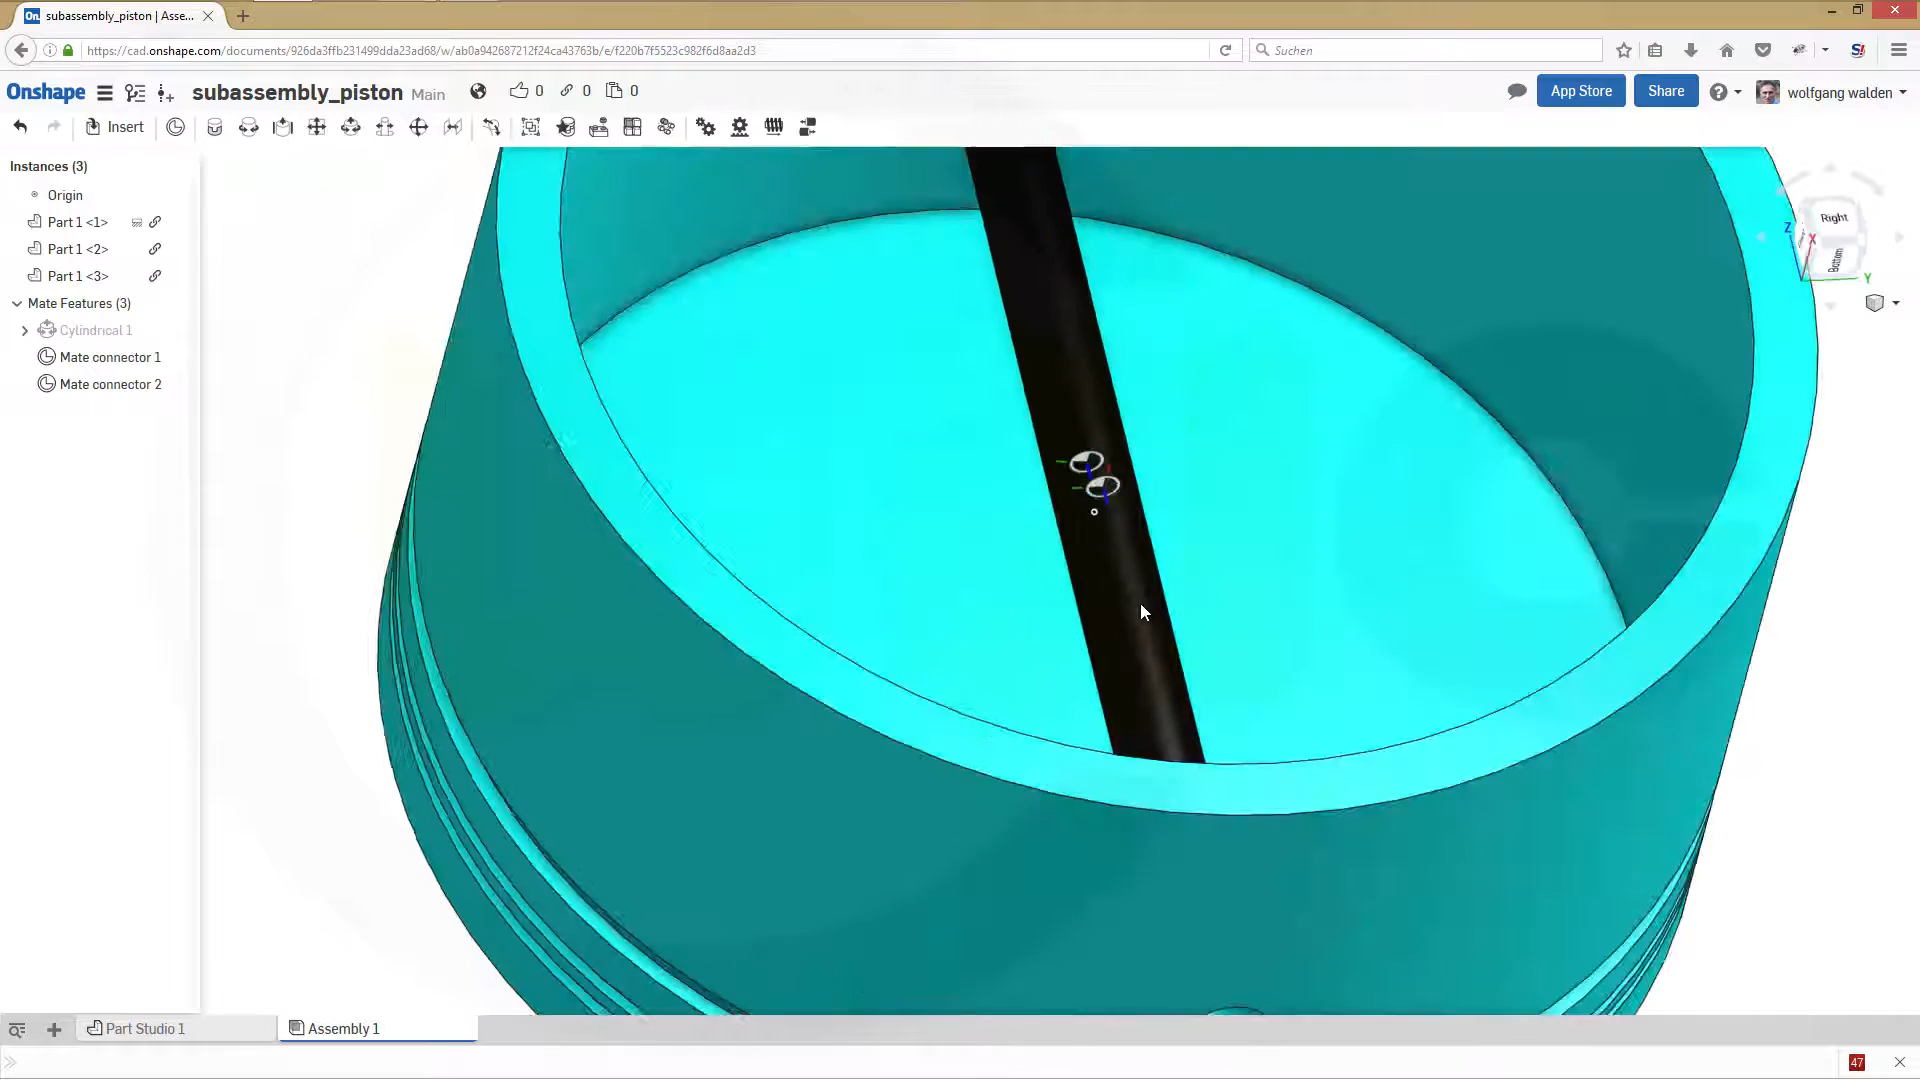 subassembly_piston | Asse...
https://cad.onshape.com/documents/926da3ffb231499dda23ad68/w/ab0a942687212f24ca43763b/e/f220b7f5523c982f6d8aa2d3
Suchen
Onshape
subassembly_piston Main
0 0 0
App Store
Share
wolfgang walden
Insert
Instances (3)
Origin
Part 1 <1>
Part 1 <2>
Part 1 <3>
Mate Features (3)
Cylindrical 1
Mate connector 1
Mate connector 2
Right
Bottom
Z
X
Y
Part Studio 1
Assembly 1
47